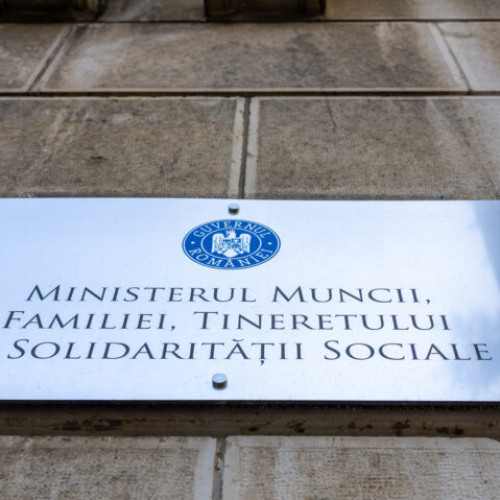 GUVERNUL
ROMÂNIEI
MINISTERUL MUNCII,
FAMILIEI, TINERETULUI
SOLIDARITĂȚII SOCIALE